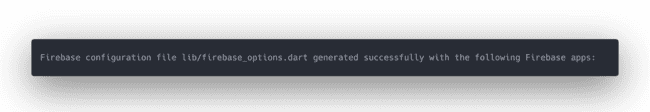 Firebase configuration file lib/firebase_options.dart generated successfully with the following Firebase apps: